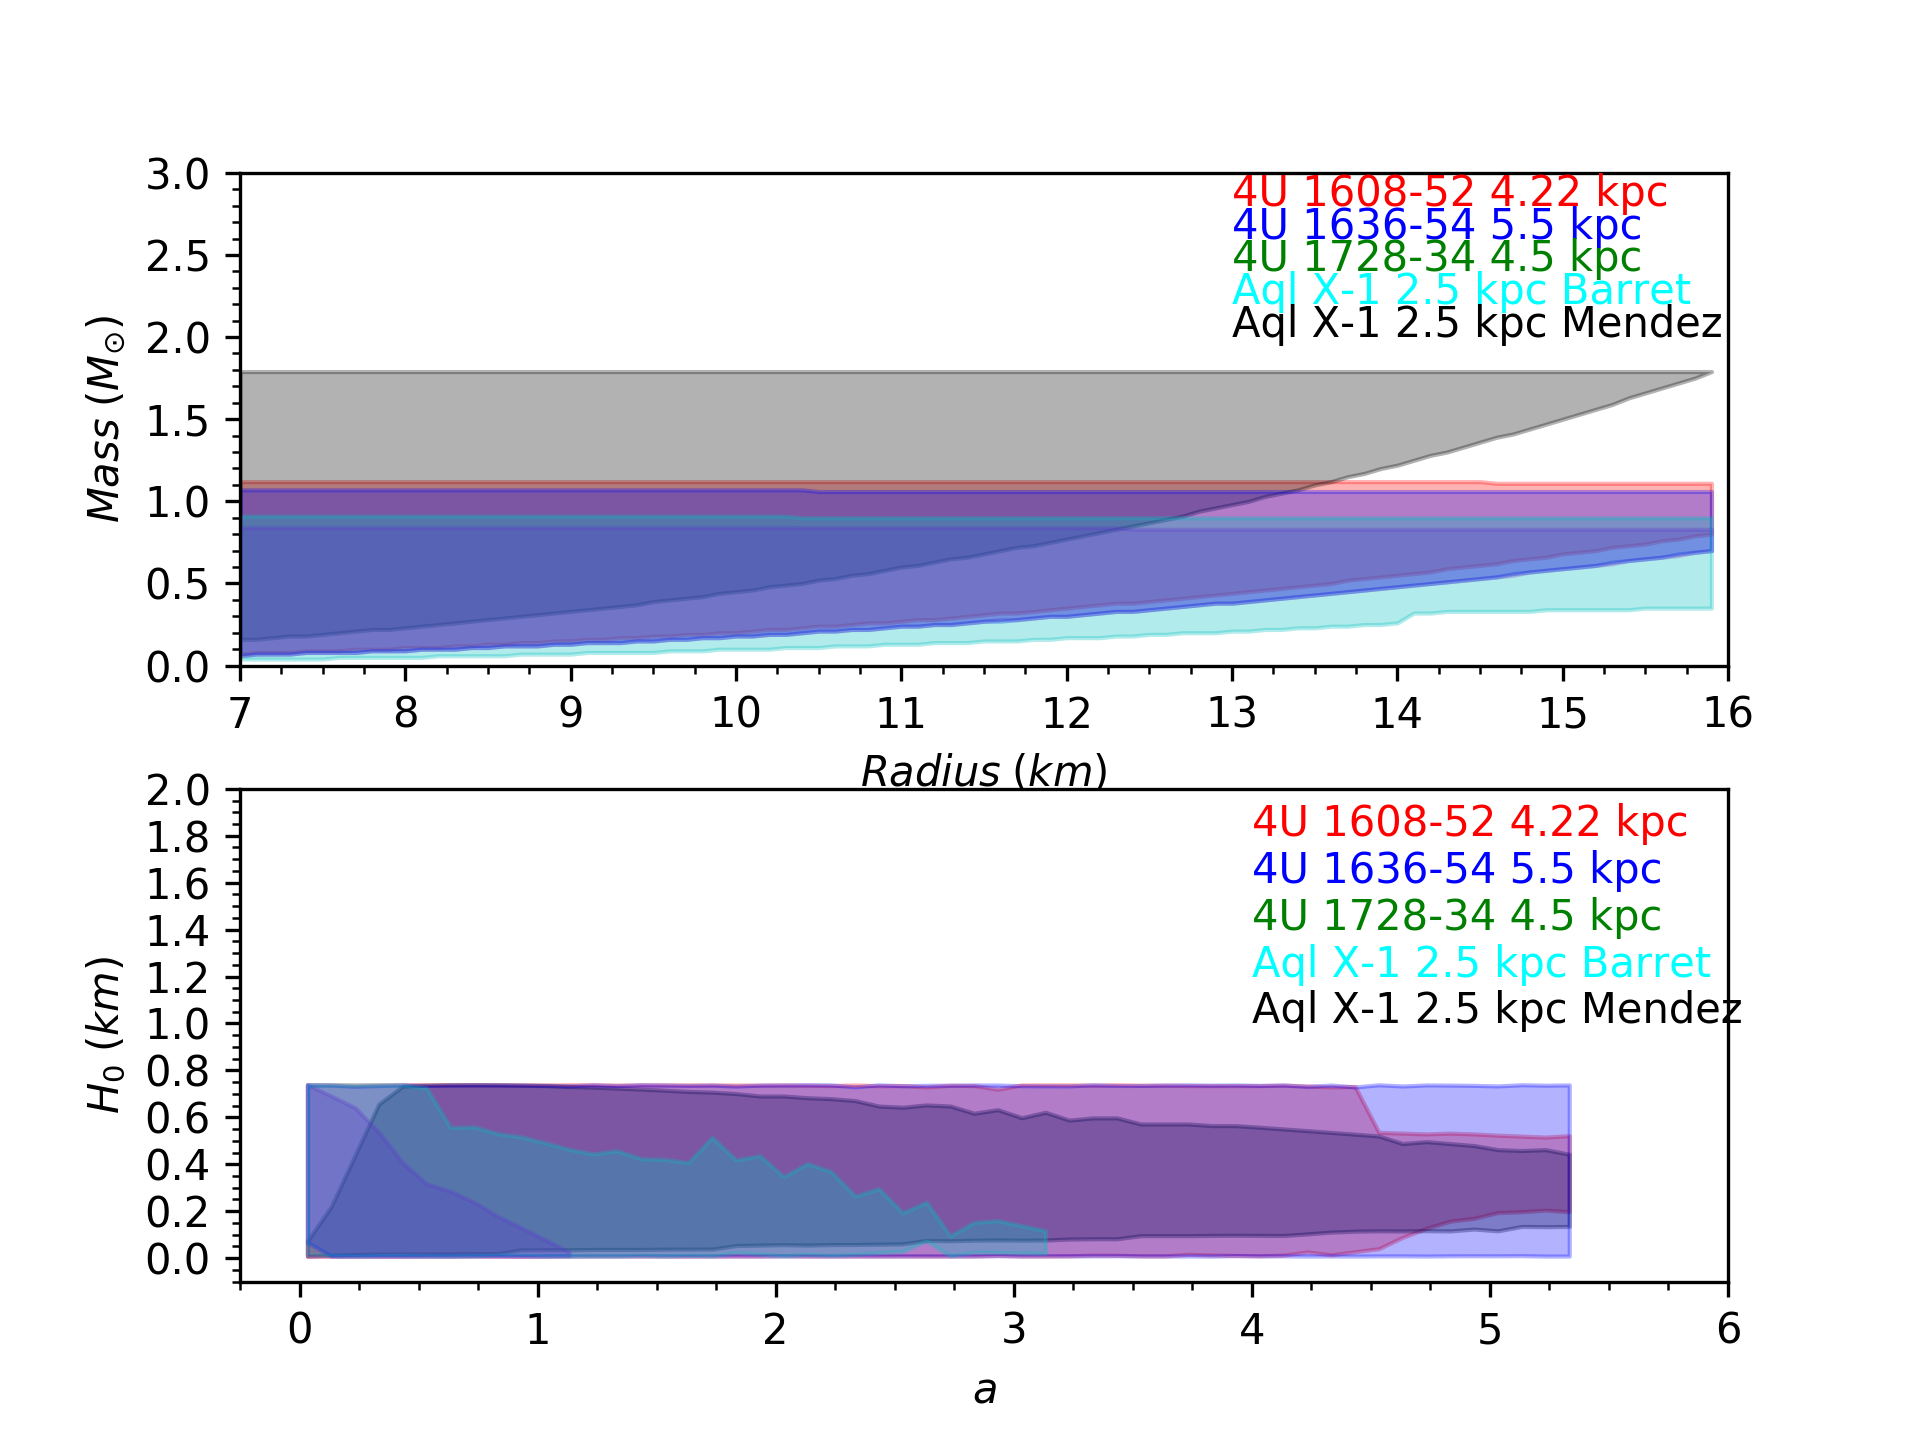 3.0
2.5
2.0
1.5
1.0
0.5
0.0
Mass (M☉)
4U 1608-52 4.22 kpc
4U 1636-54 5.5 kpc
4U 1728-34 4.5 kpc
Aql X-1 2.5 kpc Barret
Aql X-1 2.5 kpc Mendez
7 8 9 10 11 12 13 14 15 16
Radius (km)
2.0
1.8
1.6
1.4
1.2
1.0
0.8
0.6
0.4
0.2
0.0
H₀ (km)
4U 1608-52 4.22 kpc
4U 1636-54 5.5 kpc
4U 1728-34 4.5 kpc
Aql X-1 2.5 kpc Barret
Aql X-1 2.5 kpc Mendez
0 1 2 3 4 5 6
a